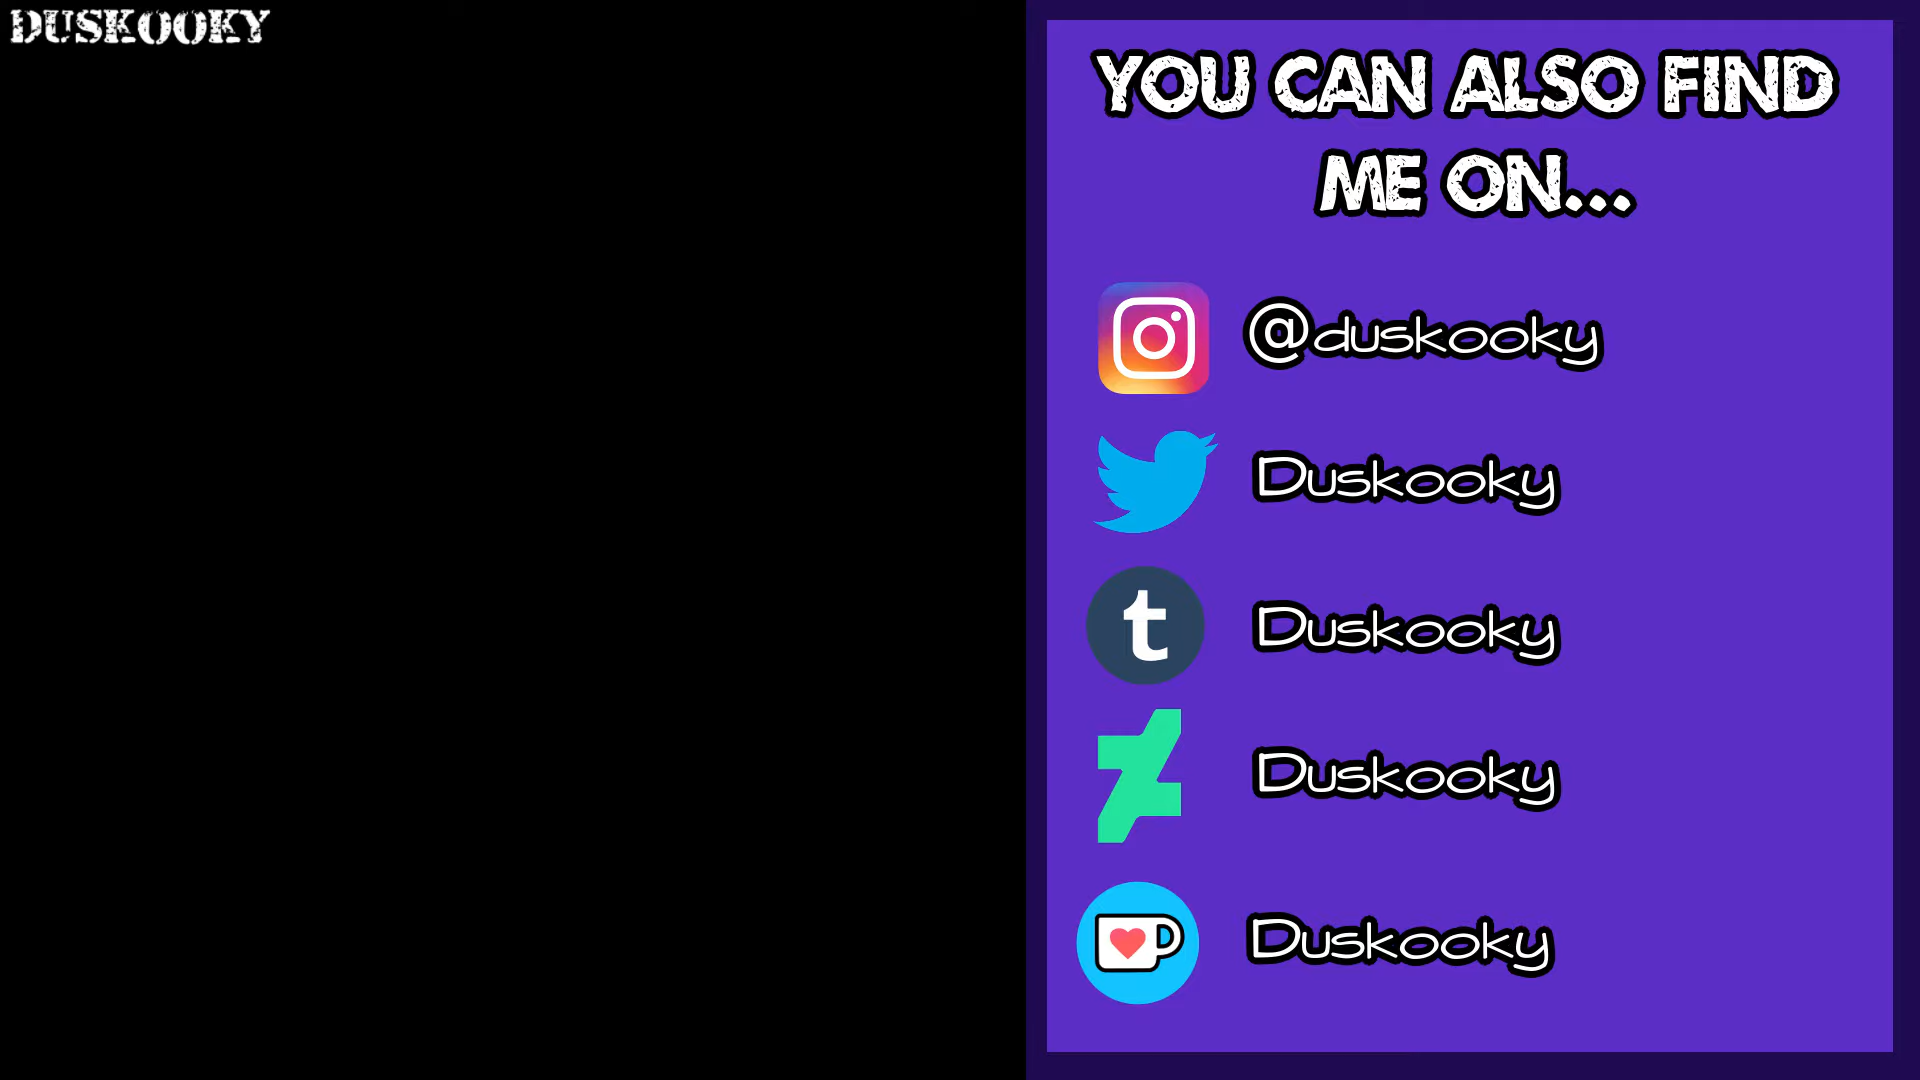 DUSKOOKY
YOU CAN ALSO FIND
ME ON...
@duskooky
Duskooky
t
Duskooky
Duskooky
Duskooky